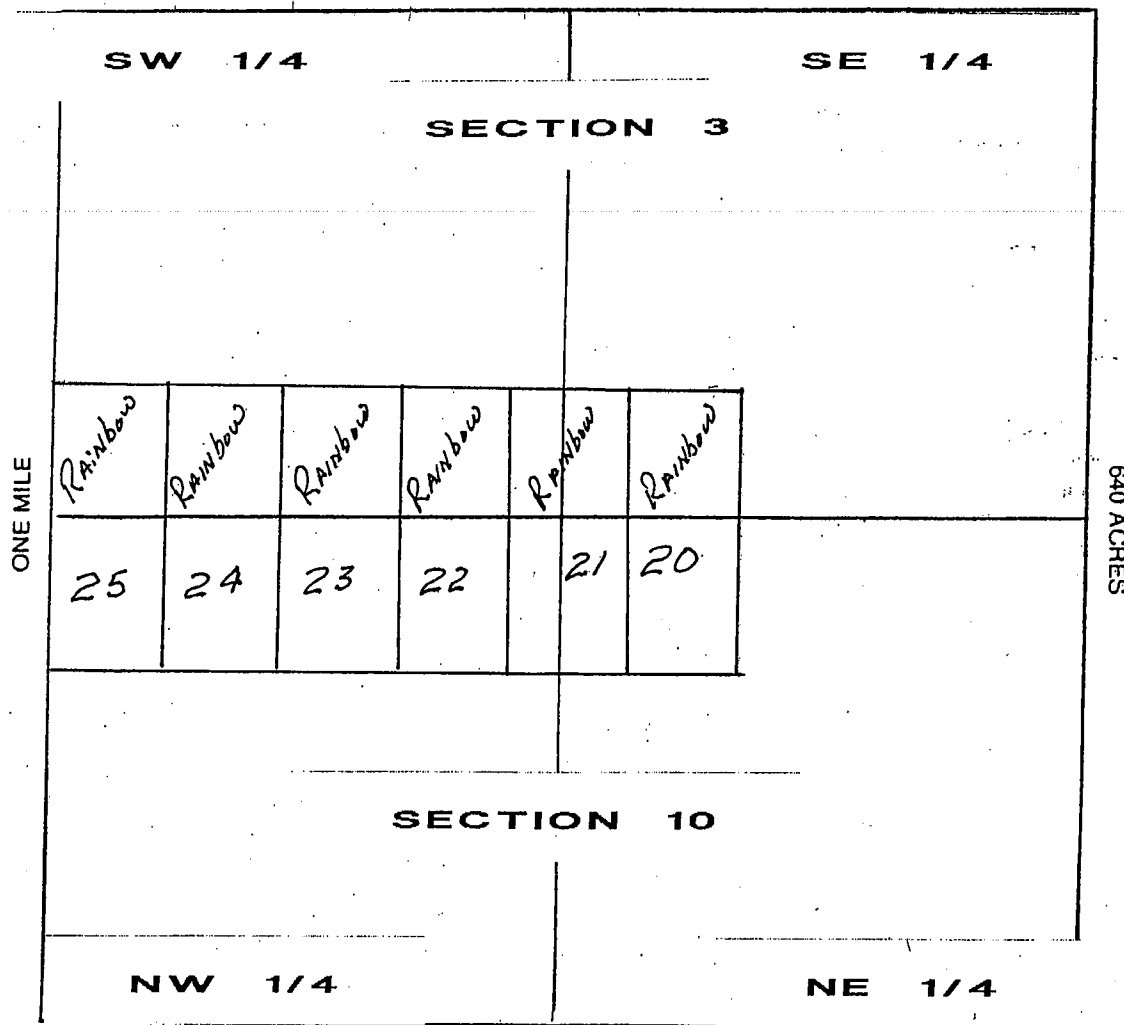 SW 1/4
SE 1/4
SECTION 3
RAINbow RAINbow RAINbow RAINbow RAINbow RAINbow
ONE MILE
640 ACRES
25 24 23 22 21 20
SECTION 10
NW 1/4
NE 1/4